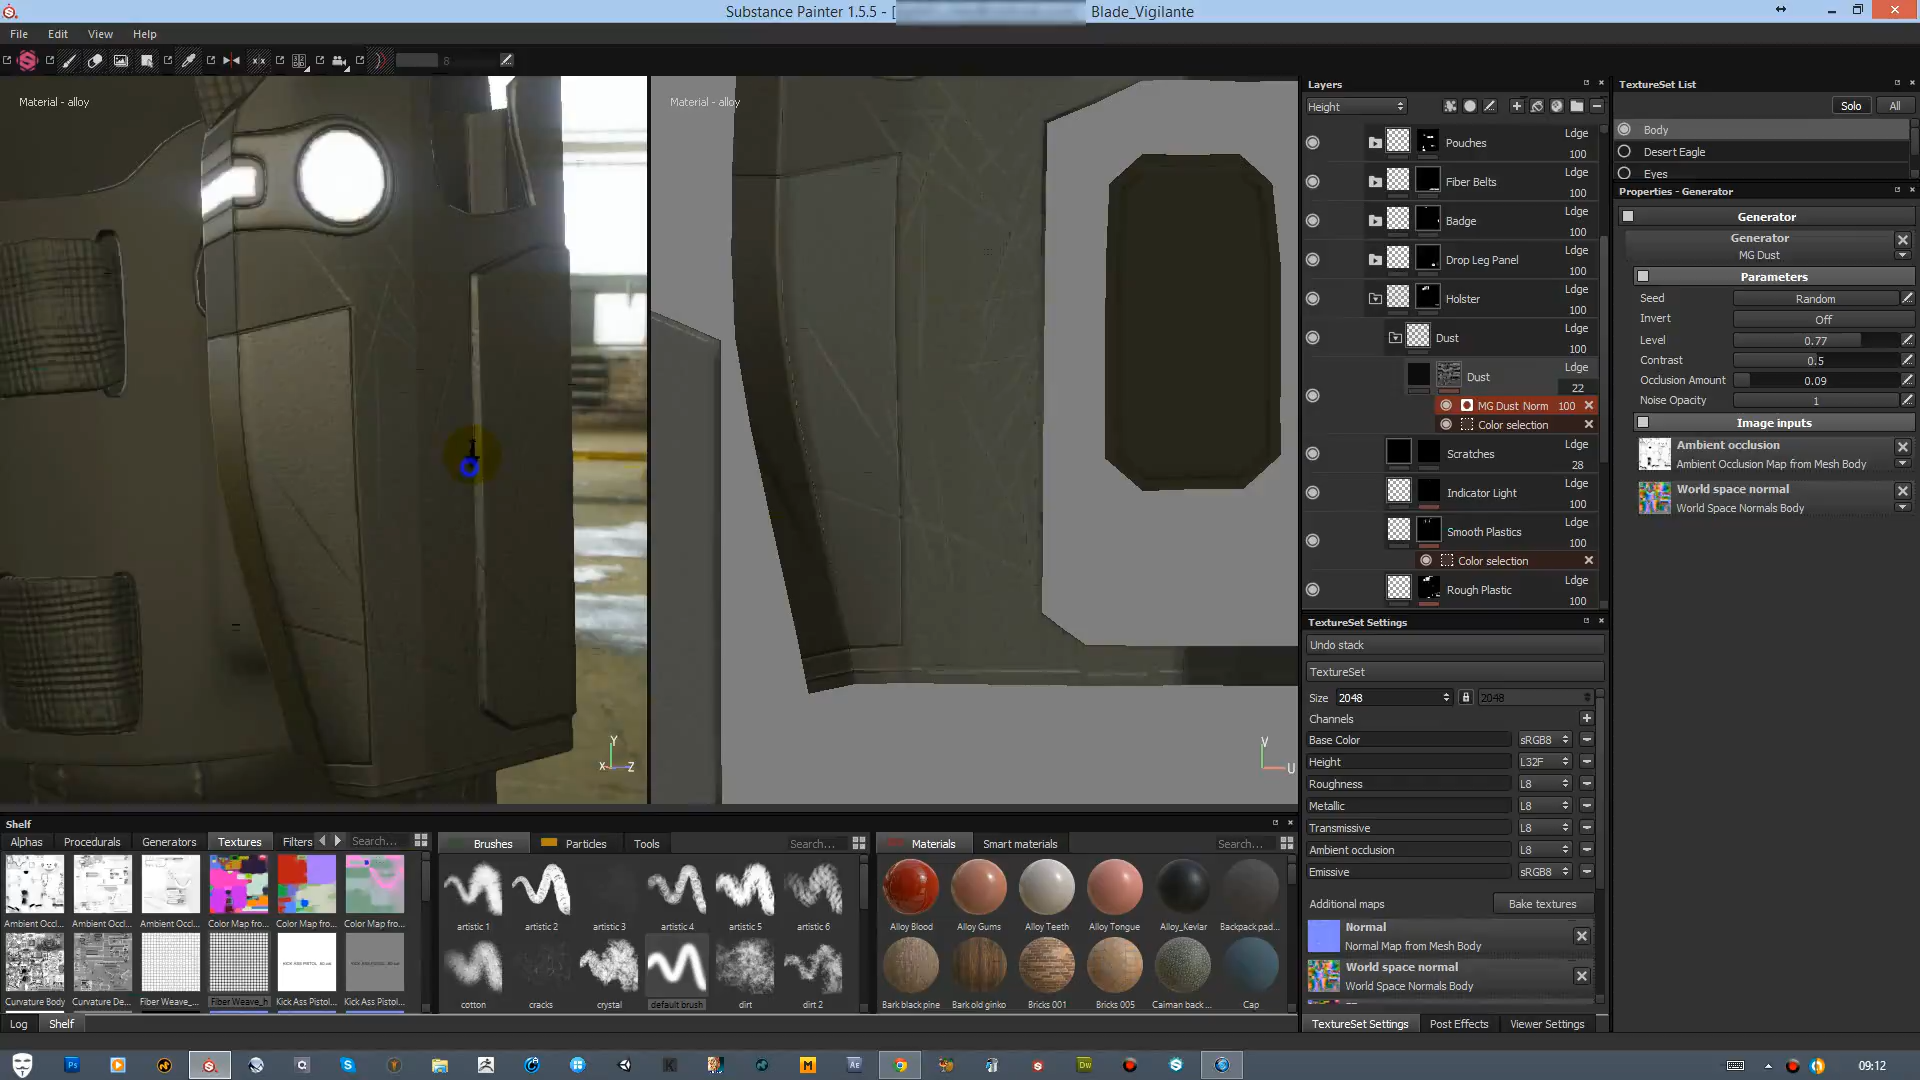 Substance Painter 1.5.5 - [ Blade_Vigilante
File Edit View Help
8
Material - alloy
Material - alloy
Layers
Height
Pouches Ldge 100
Fiber Belts Ldge 100
Badge Ldge 100
Drop Leg Panel Ldge 100
Holster Ldge 100
Dust Ldge 100
Dust Ldge 22
MG Dust Norm 100
Color selection
Scratches Ldge 28
Indicator Light Ldge 100
Smooth Plastics Ldge 100
Color selection
Rough Plastic Ldge 100
TextureSet List
Solo All
Body
Desert Eagle
Eyes
Properties - Generator
Generator
Generator
MG Dust
Parameters
Seed Random
Invert Off
Level 0.77
Contrast 0.5
Occlusion Amount 0.09
Noise Opacity 1
Image inputs
Ambient occlusion
Ambient Occlusion Map from Mesh Body
World space normal
World Space Normals Body
TextureSet Settings
Undo stack
TextureSet
Size 2048 2048
Channels
Base Color sRGB8
Height L32F
Roughness L8
Metallic L8
Transmissive L8
Ambient occlusion L8
Emissive sRGB8
Additional maps Bake textures
Normal
Normal Map from Mesh Body
World space normal
World Space Normals Body
TextureSet Settings Post Effects Viewer Settings
Y
X Z
V
U
Shelf
Alphas Procedurals Generators Textures Filters Search...
Ambient Occl... Ambient Occl... Ambient Occl... Color Map fro... Color Map fro... Color Map fro...
KICK ASS PISTOL
Curvature Body Curvature De... Fiber Weave_... Fiber Weave_h Kick Ass Pistol... Kick Ass Pistol...
Brushes Particles Tools Search...
artistic 1 artistic 2 artistic 3 artistic 4 artistic 5 artistic 6
cotton cracks crystal default brush dirt dirt 2
Materials Smart materials Search...
Alloy Blood Alloy Gums Alloy Teeth Alloy Tongue Alloy_Kevlar Backpack pad...
Bark black pine Bark old ginko Bricks 001 Bricks 005 Caiman back ... Cap
Log Shelf
Ps
Ae
Dw
09:12